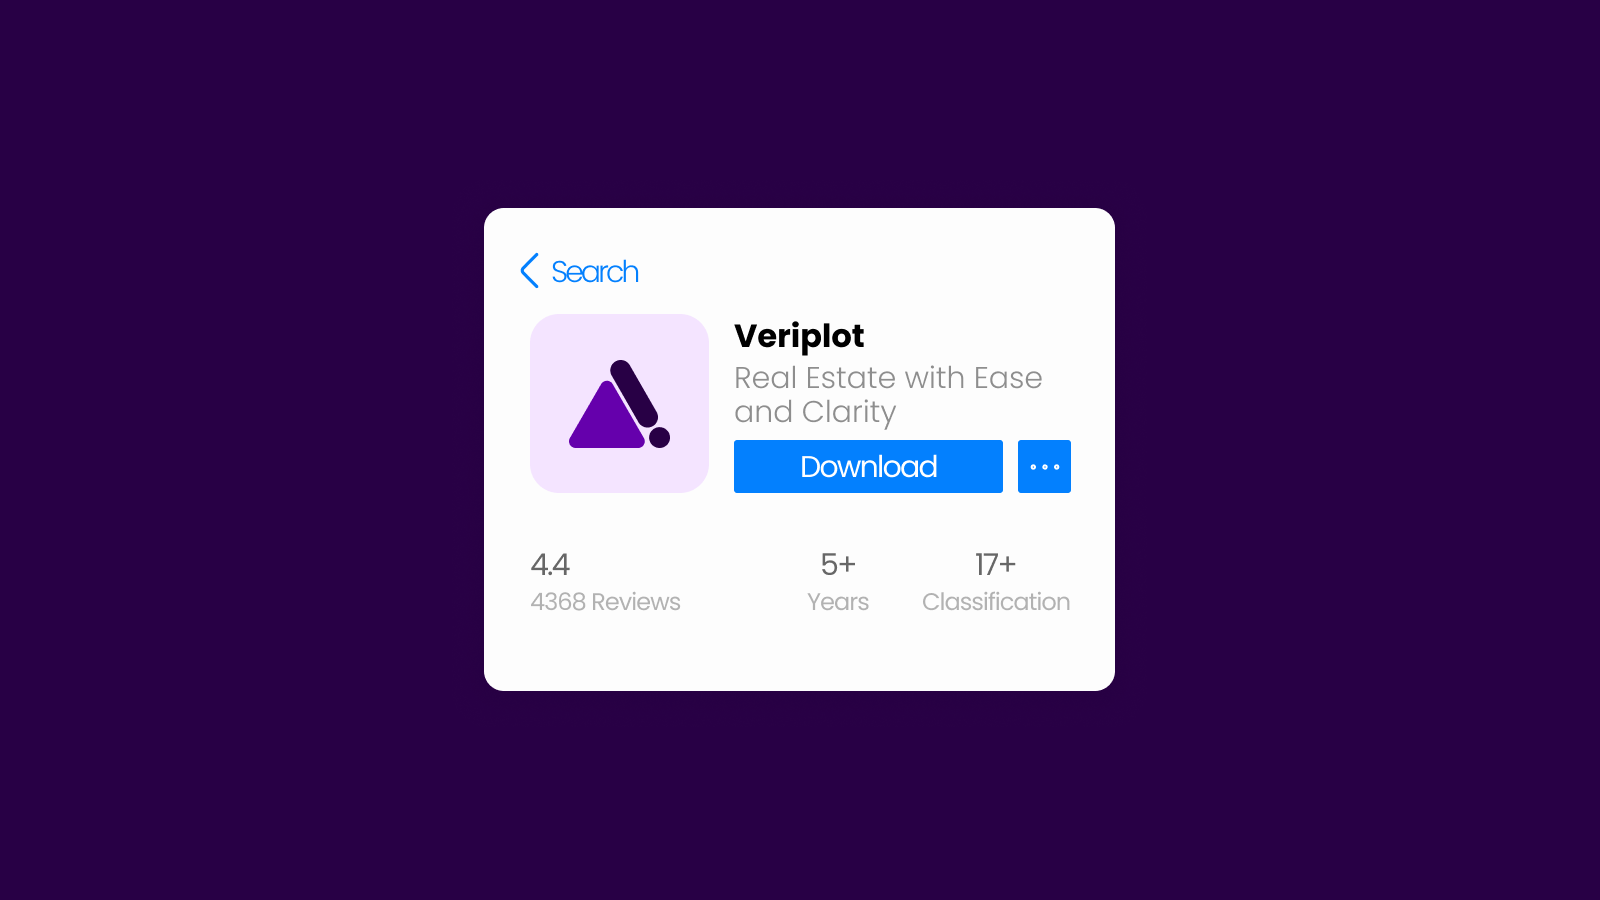 Search
Veriplot
Real Estate with Ease
and Clarity
Download
4.4
4368 Reviews
5+
Years
17+
Classification